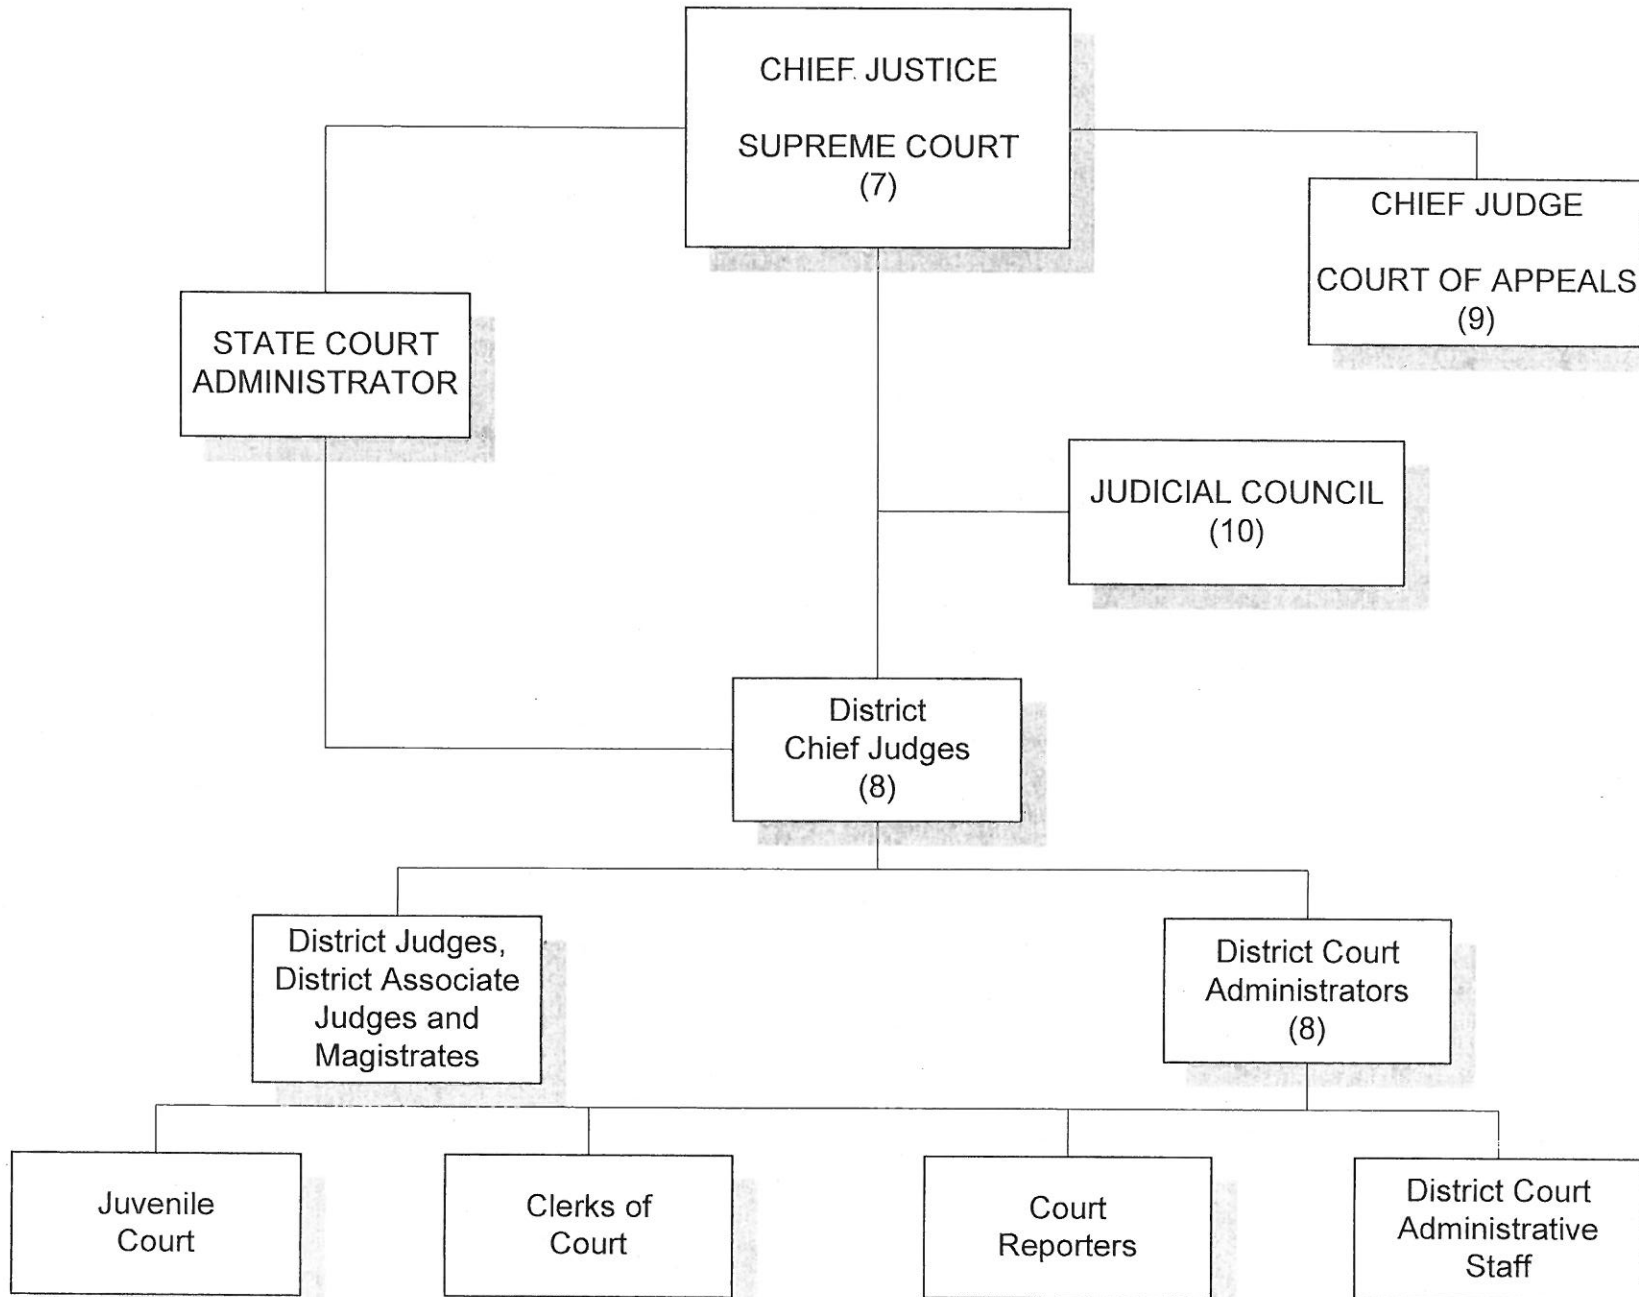 CHIEF JUSTICE
SUPREME COURT
(7)
CHIEF JUDGE
COURT OF APPEALS
(9)
STATE COURT
ADMINISTRATOR
JUDICIAL COUNCIL
(10)
District
Chief Judges
(8)
District Judges,
District Associate
Judges and
Magistrates
District Court
Administrators
(8)
Juvenile
Court
Clerks of
Court
Court
Reporters
District Court
Administrative
Staff